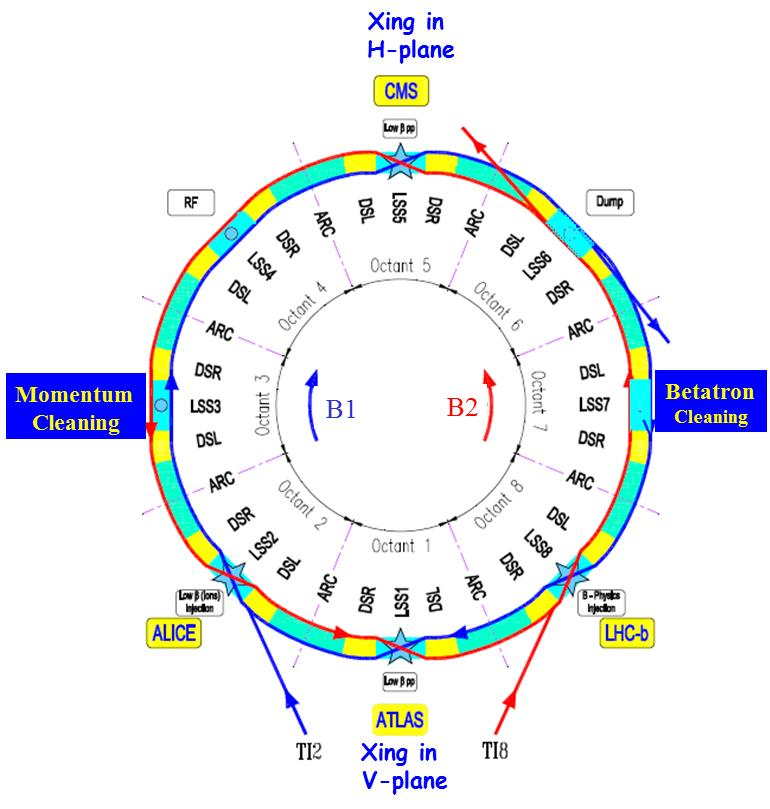 Xing in
H-plane
CMS
Low β pp
RF
Dump
DSL
LSS5
DSR
ARC
ARC
DSR
LSS4
DSL
Octant 5
Octant 4
Octant 6
DSL
LSS6
DSR
ARC
ARC
DSR
LSS3
DSL
Octant 3
Octant 7
DSL
LSS7
DSR
Momentum
Cleaning
B1
B2
Betatron
Cleaning
ARC
ARC
DSR
LSS2
DSL
Octant 2
Octant 8
DSL
LSS8
DSR
Octant 1
ARC
ARC
DSR
LSS1
DSL
Low β (Ions)
Injection
ALICE
B - Physics
Injection
LHC-b
Low β pp
ATLAS
TI2
TI8
Xing in
V-plane